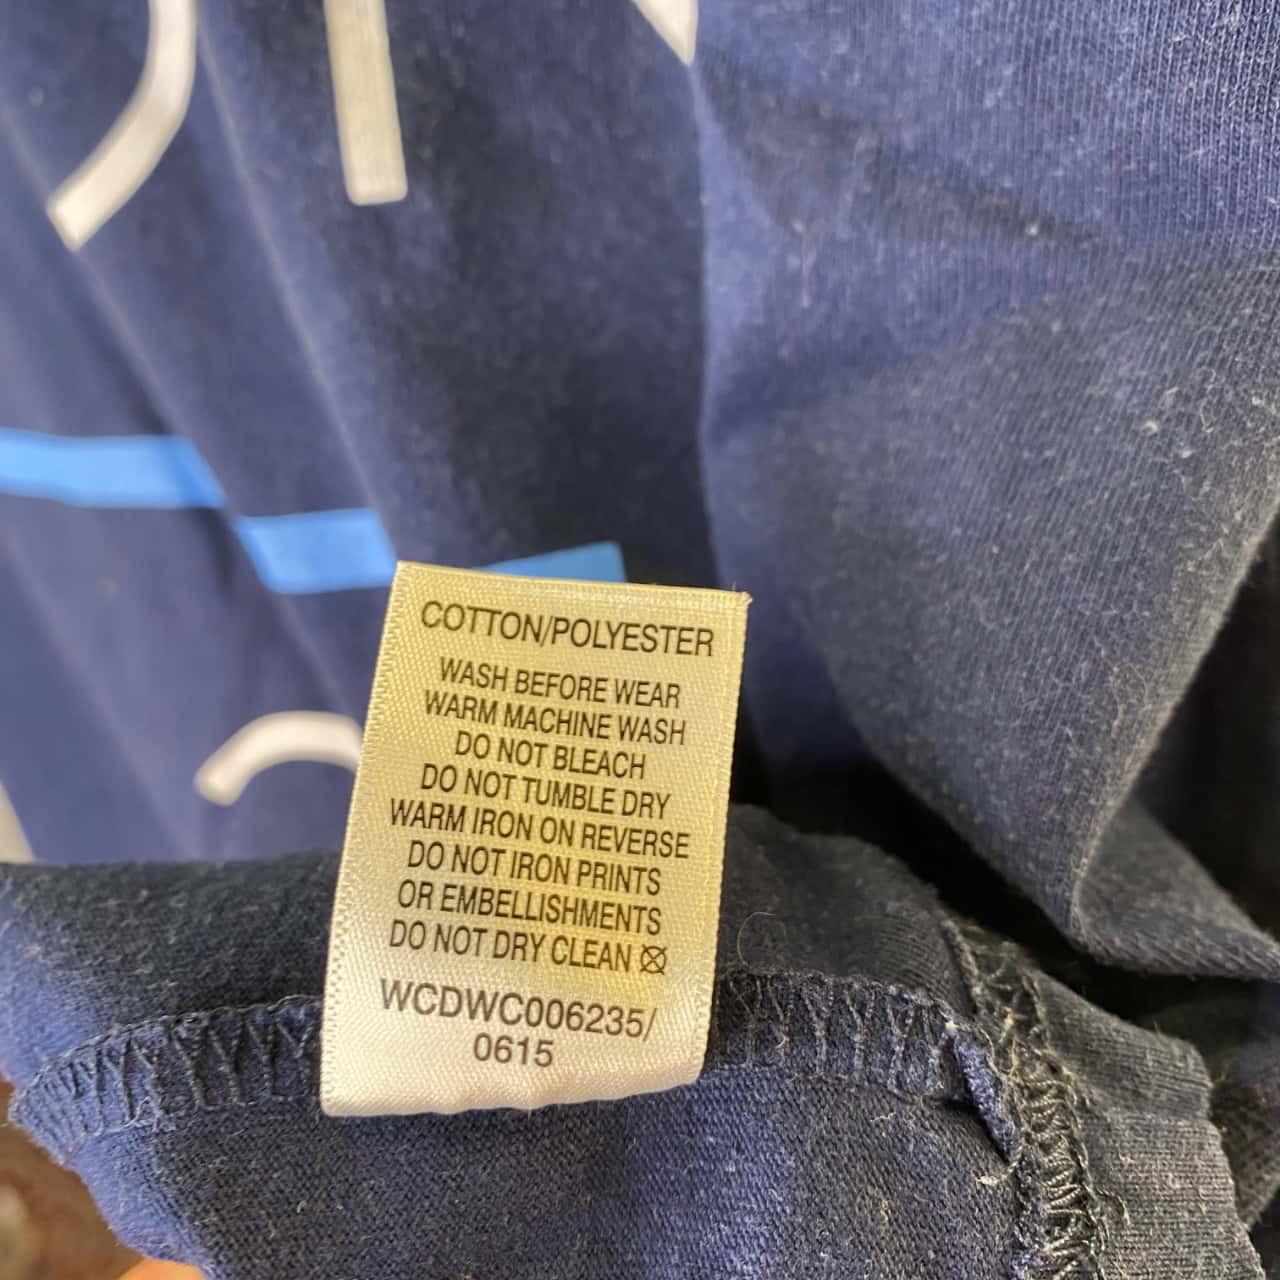 COTTON/POLYESTER
WASH BEFORE WEAR
WARM MACHINE WASH
DO NOT BLEACH
DO NOT TUMBLE DRY
WARM IRON ON REVERSE
DO NOT IRON PRINTS
OR EMBELLISHMENTS
DO NOT DRY CLEAN
WCDWC006235/
0615